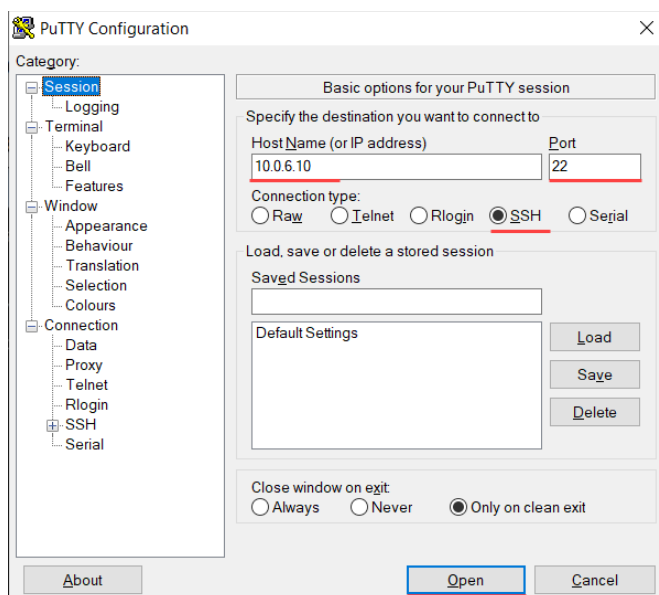 PuTTY Configuration
Category:
Session
Logging
Terminal
Keyboard
Bell
Features
Window
Appearance
Behaviour
Translation
Selection
Colours
Connection
Data
Proxy
Telnet
Rlogin
SSH
Serial
Basic options for your PuTTY session
Specify the destination you want to connect to
Host Name (or IP address) Port
10.0.6.10 22
Connection type:
Raw Telnet Rlogin SSH Serial
Load, save or delete a stored session
Saved Sessions
Default Settings
Load
Save
Delete
Close window on exit:
Always Never Only on clean exit
About Open Cancel